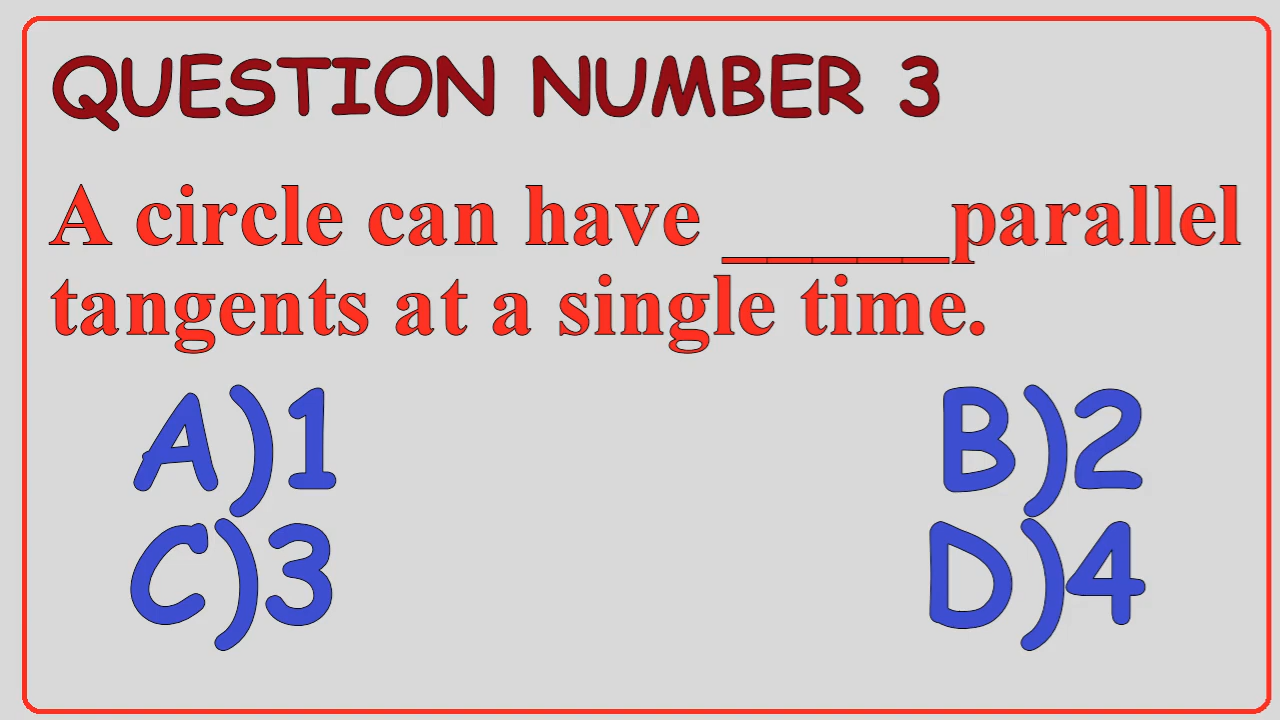 QUESTION NUMBER 3
A circle can have _____parallel
tangents at a single time.
A)1 B)2
C)3 D)4